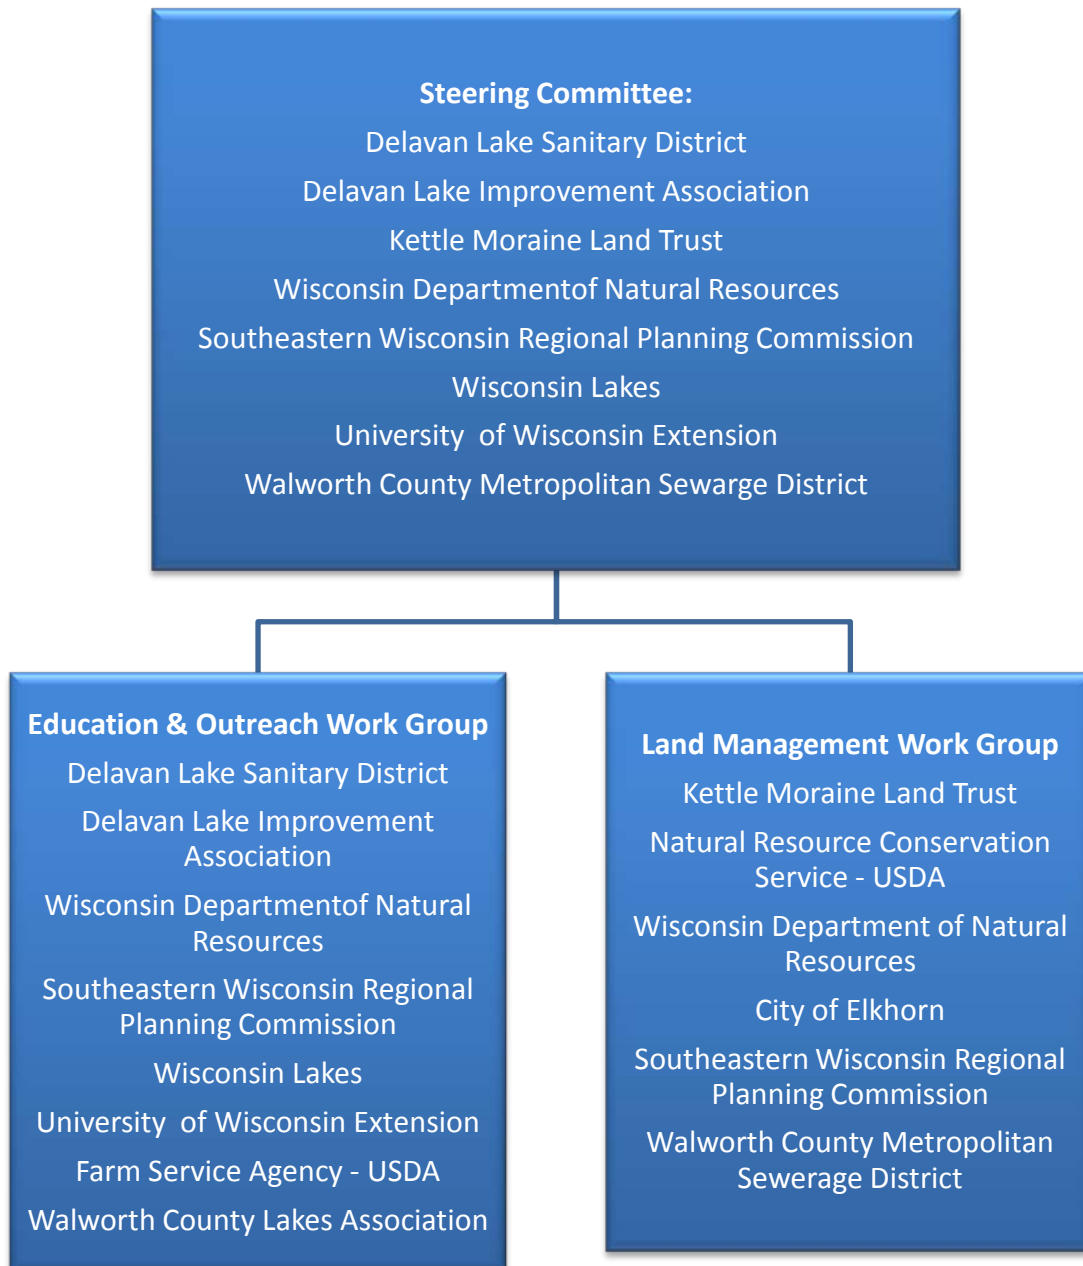 Steering Committee:
Delavan Lake Sanitary District
Delavan Lake Improvement Association
Kettle Moraine Land Trust
Wisconsin Departmentof Natural Resources
Southeastern Wisconsin Regional Planning Commission
Wisconsin Lakes
University  of Wisconsin Extension
Walworth County Metropolitan Sewarge District
Education & Outreach Work Group
Delavan Lake Sanitary District
Delavan Lake Improvement
Association
Wisconsin Departmentof Natural
Resources
Southeastern Wisconsin Regional
Planning Commission
Wisconsin Lakes
University  of Wisconsin Extension
Farm Service Agency - USDA
Walworth County Lakes Association
Land Management Work Group
Kettle Moraine Land Trust
Natural Resource Conservation
Service - USDA
Wisconsin Department of Natural
Resources
City of Elkhorn
Southeastern Wisconsin Regional
Planning Commission
Walworth County Metropolitan
Sewerage District